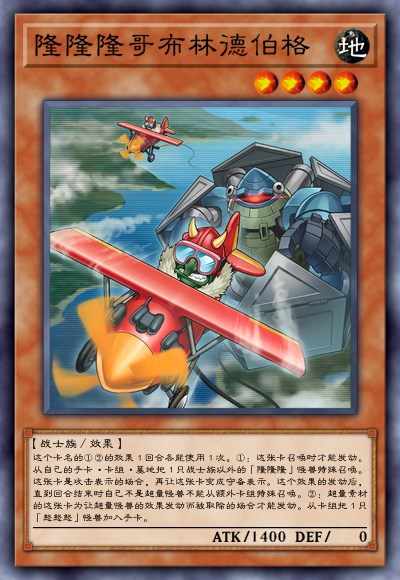 隆隆隆哥布林德伯格
地
【战士族/效果】
这个卡名的①②的效果1回合各能使用1次。①：这张卡召唤时才能发动。
从自己的手卡·卡组·墓地把1只战士族以外的「隆隆隆」怪兽特殊召唤。
这张卡是攻击表示的场合，再让这张卡变成守备表示。这个效果的发动后，
直到回合结束时自己不是超量怪兽不能从额外卡组特殊召唤。②：超量素材
的这张卡为让超量怪兽的效果发动而被取除的场合才能发动。从卡组把1只
「怒怒怒」怪兽加入手卡。
ATK/1400 DEF/ 0